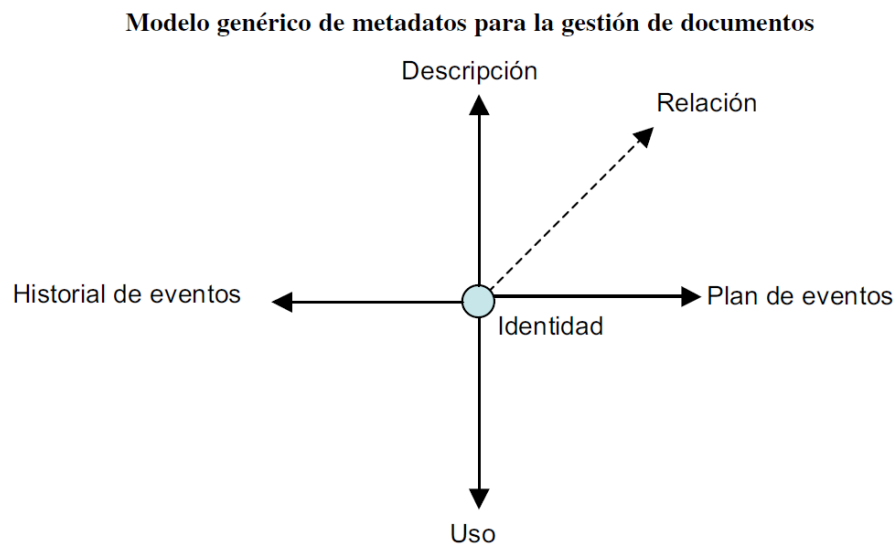 Modelo genérico de metadatos para la gestión de documentos
Descripción
Relación
Historial de eventos
Plan de eventos
Identidad
Uso